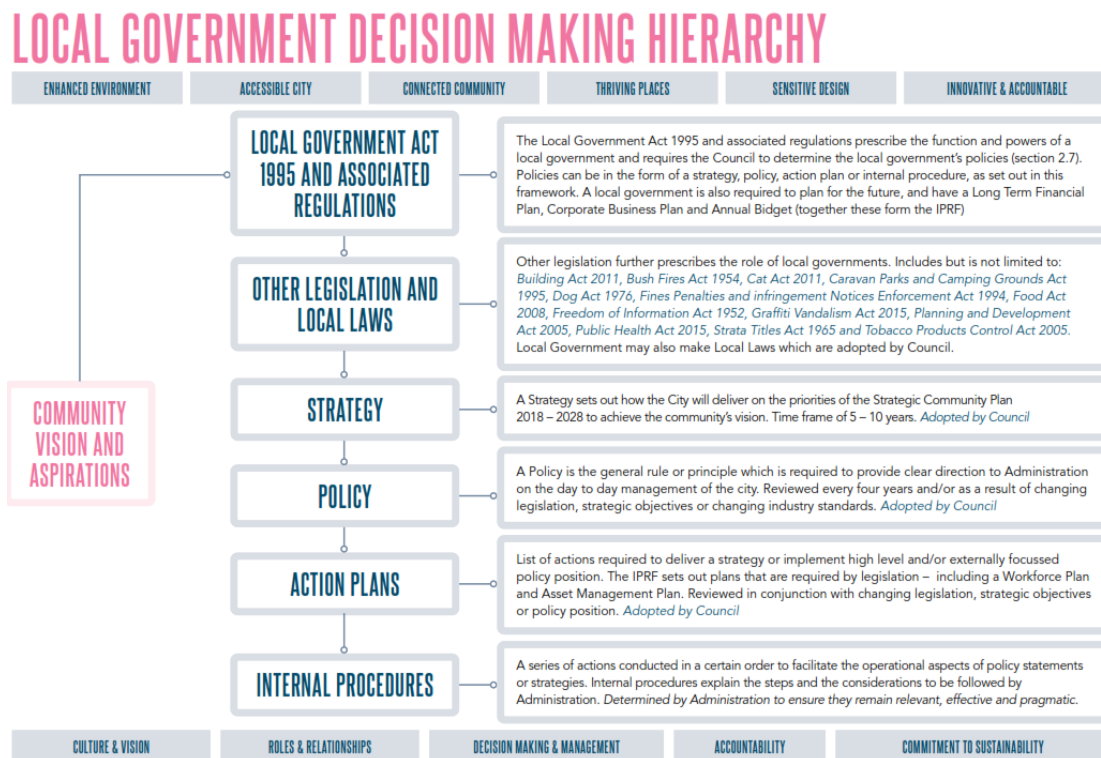 LOCAL GOVERNMENT DECISION MAKING HIERARCHY
ENHANCED ENVIRONMENT
ACCESSIBLE CITY
CONNECTED COMMUNITY
THRIVING PLACES
SENSITIVE DESIGN
INNOVATIVE & ACCOUNTABLE
COMMUNITY
VISION AND
ASPIRATIONS
LOCAL GOVERNMENT ACT
1995 AND ASSOCIATED
REGULATIONS
The Local Government Act 1995 and associated regulations prescribe the function and powers of a
local government and requires the Council to determine the local government's policies (section 2.7).
Policies can be in the form of a strategy, policy, action plan or internal procedure, as set out in this
framework. A local government is also required to plan for the future, and have a Long Term Financial
Plan, Corporate Business Plan and Annual Budget (together these form the IPRF)
OTHER LEGISLATION AND
LOCAL LAWS
Other legislation further prescribes the role of local governments. Includes but is not limited to:
Building Act 2011, Bush Fires Act 1954, Cat Act 2011, Caravan Parks and Camping Grounds Act
1995, Dog Act 1976, Fines Penalties and infringement Notices Enforcement Act 1994, Food Act
2008, Freedom of Information Act 1952, Graffiti Vandalism Act 2015, Planning and Development
Act 2005, Public Health Act 2015, Strata Titles Act 1965 and Tobacco Products Control Act 2005.
Local Government may also make Local Laws which are adopted by Council.
STRATEGY
A Strategy sets out how the City will deliver on the priorities of the Strategic Community Plan
2018 – 2028 to achieve the community's vision. Time frame of 5 – 10 years. Adopted by Council
POLICY
A Policy is the general rule or principle which is required to provide clear direction to Administration
on the day to day management of the city. Reviewed every four years and/or as a result of changing
legislation, strategic objectives or changing industry standards. Adopted by Council
ACTION PLANS
List of actions required to deliver a strategy or implement high level and/or externally focussed
policy position. The IPRF sets out plans that are required by legislation – including a Workforce Plan
and Asset Management Plan. Reviewed in conjunction with changing legislation, strategic objectives
or policy position. Adopted by Council
INTERNAL PROCEDURES
A series of actions conducted in a certain order to facilitate the operational aspects of policy statements
or strategies. Internal procedures explain the steps and the considerations to be followed by
Administration. Determined by Administration to ensure they remain relevant, effective and pragmatic.
CULTURE & VISION
ROLES & RELATIONSHIPS
DECISION MAKING & MANAGEMENT
ACCOUNTABILITY
COMMITMENT TO SUSTAINABILITY